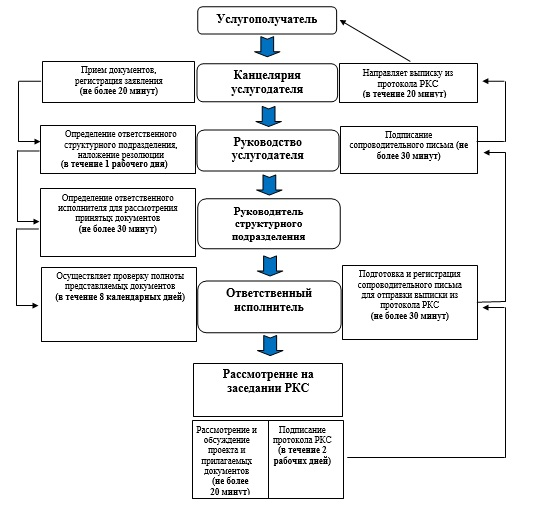 Услугополучатель
Прием документов,
регистрация заявления
(не более 20 минут)
Канцелярия
услугодателя
Направляет выписку из
протокола РКС
(в течение 20 минут)
Определение ответственного
структурного подразделения,
наложение резолюции
(в течение 1 рабочего дня)
Руководство
услугодателя
Подписание
сопроводительного письма (не
более 30 минут)
Определение ответственного
исполнителя для рассмотрения
принятых документов
(не более 30 минут)
Руководитель
структурного
подразделения
Осуществляет проверку полноты
представляемых документов
(в течение 8 календарных дней)
Ответственный
исполнитель
Подготовка и регистрация
сопроводительного письма
для отправки выписки из
протокола РКС
(не более 30 минут)
Рассмотрение на
заседании РКС
Рассмотрение и
обсуждение
проекта и
прилагаемых
документов
(не более
20 минут)
Подписание
протокола РКС
(в течение 2
рабочих дней)